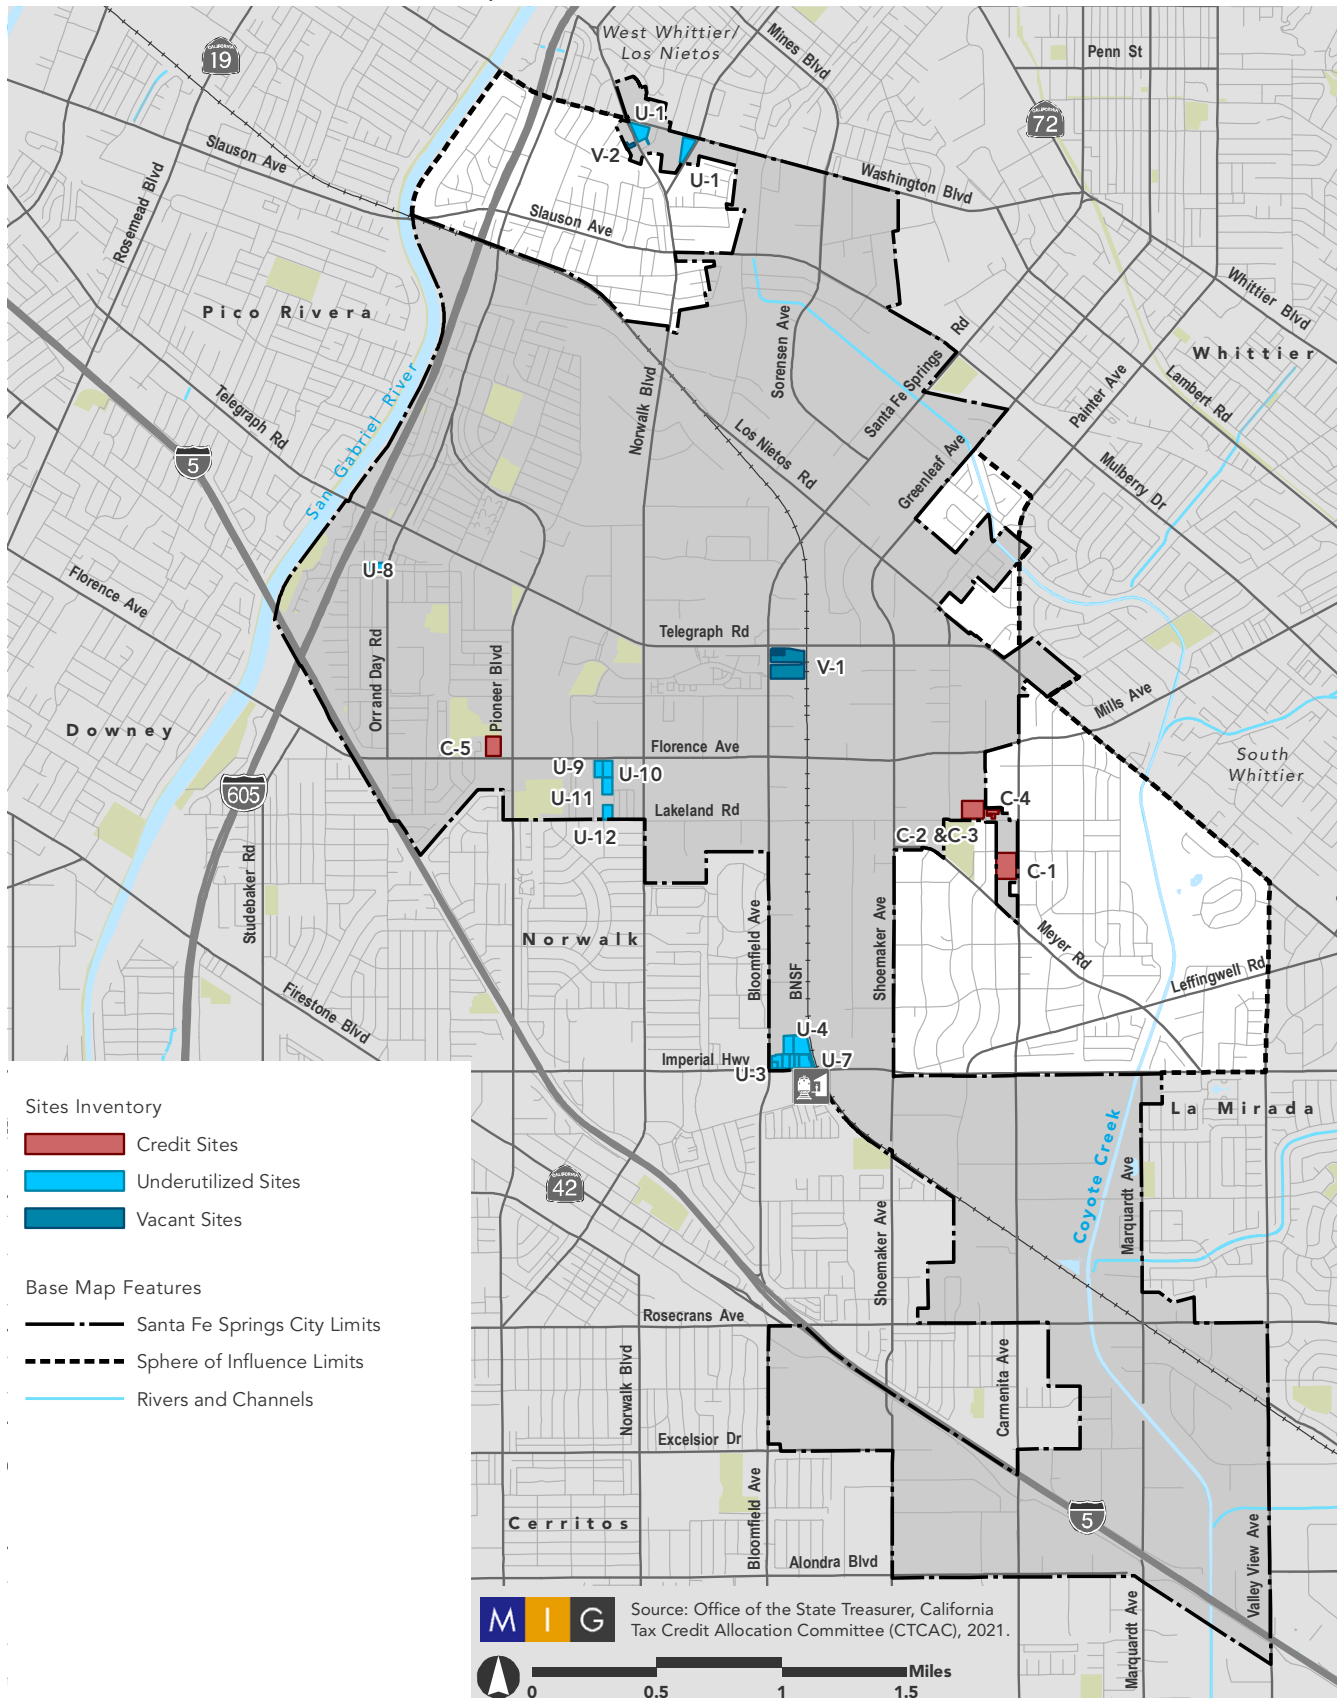 West Whittier/
Los Nietos
Mines Blvd
Penn St
CALIFORNIA
19
CALIFORNIA
72
U-1
V-2
U-1
Slauson Ave
Rosemead Blvd
Washington Blvd
Slauson Ave
Whittier Blvd
Pico Rivera
Whittier
Sorensen Ave
Santa Fe Springs Rd
Lambert Rd
Painter Ave
San Gabriel River
Telegraph Rd
Norwalk Blvd
Los Nietos Rd
Greenleaf Ave
Mulberry Dr
5
U-8
Florence Ave
Telegraph Rd
V-1
Orrand Day Rd
Pioneer Blvd
Mills Ave
Downey
C-5
Florence Ave
South
Whittier
U-9
U-10
605
U-11
Lakeland Rd
C-4
U-12
C-2 &C-3
C-1
Studebaker Rd
Norwalk
Bloomfield Ave
BNSF
Shoemaker Ave
Meyer Rd
Leffingwell Rd
Firestone Blvd
U-4
Imperial Hwy
U-3
U-7
La Mirada
Coyote Creek
Marquardt Ave
CALIFORNIA
42
Shoemaker Ave
Rosecrans Ave
Norwalk Blvd
Carmenita Ave
Excelsior Dr
Bloomfield Ave
Cerritos
5
Alondra Blvd
Valley View Ave
Marquardt Ave
Sites Inventory
Credit Sites
Underutilized Sites
Vacant Sites
Base Map Features
Santa Fe Springs City Limits
Sphere of Influence Limits
Rivers and Channels
M I G
Source: Office of the State Treasurer, California
Tax Credit Allocation Committee (CTCAC), 2021.
Miles
0 0.5 1 1.5